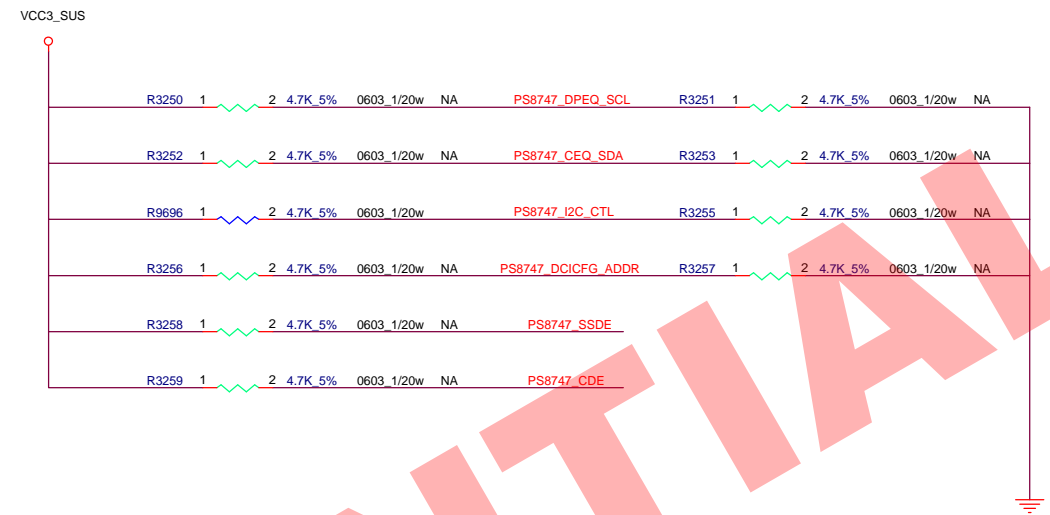 VCC3_SUS
R3250 1 2 4.7K_5% 0603_1/20w NA PS8747_DPEQ_SCL R3251 1 2 4.7K_5% 0603_1/20w NA
R3252 1 2 4.7K_5% 0603_1/20w NA PS8747_CEQ_SDA R3253 1 2 4.7K_5% 0603_1/20w NA
R9696 1 2 4.7K_5% 0603_1/20w PS8747_I2C_CTL R3255 1 2 4.7K_5% 0603_1/20w NA
R3256 1 2 4.7K_5% 0603_1/20w NA PS8747_DCICFG_ADDR R3257 1 2 4.7K_5% 0603_1/20w NA
R3258 1 2 4.7K_5% 0603_1/20w NA PS8747_SSDE
R3259 1 2 4.7K_5% 0603_1/20w NA PS8747_CDE
NTIAL